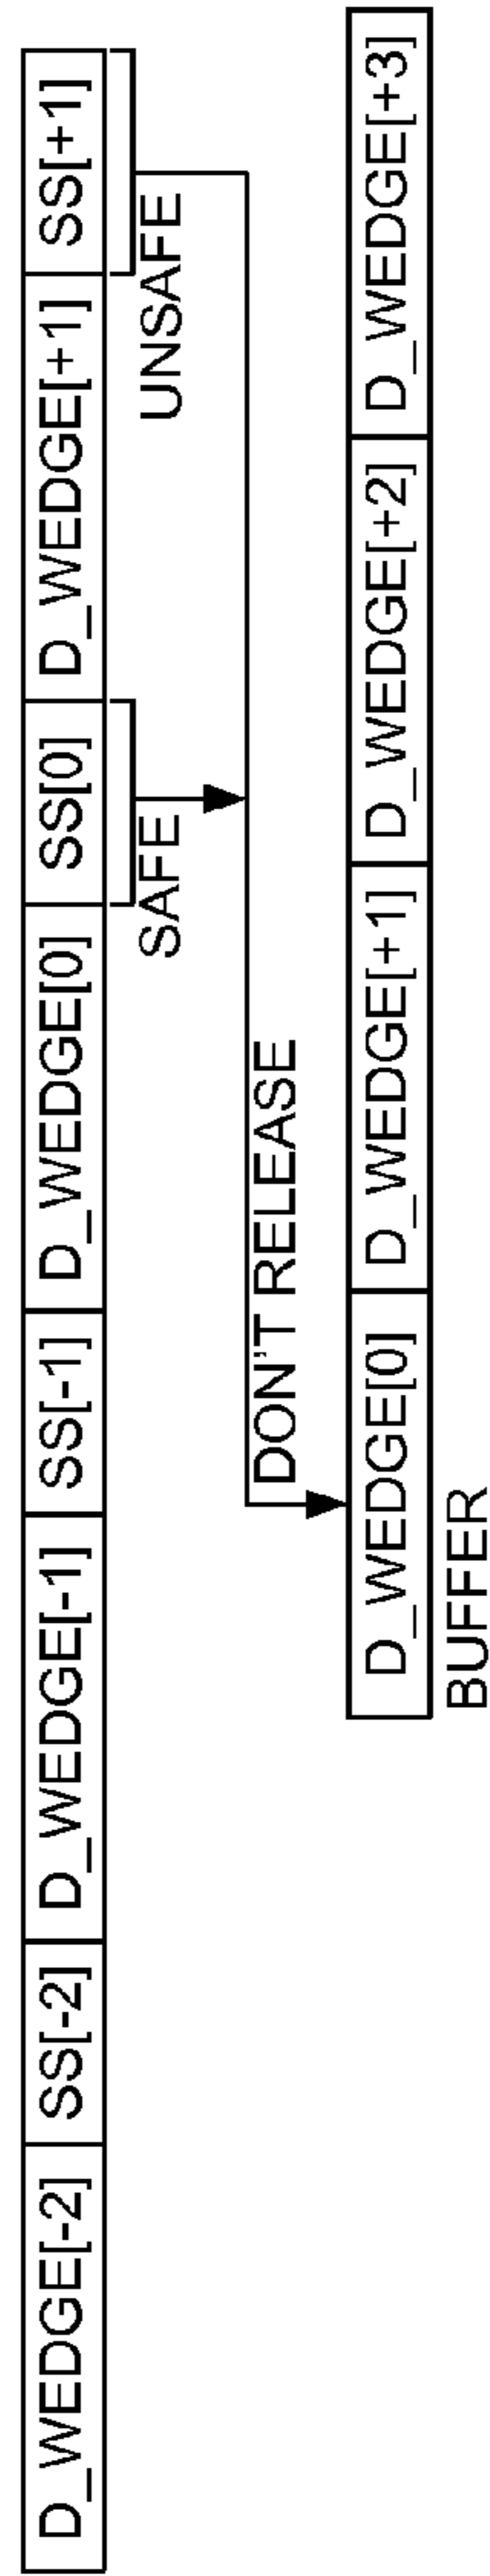 D_WEDGE[-2] SS[-2] D_WEDGE[-1] SS[-1] D_WEDGE[0] SS[0] D_WEDGE[+1] SS[+1]
SAFE UNSAFE
DON'T RELEASE
D_WEDGE[0] D_WEDGE[+1] D_WEDGE[+2] D_WEDGE[+3]
BUFFER